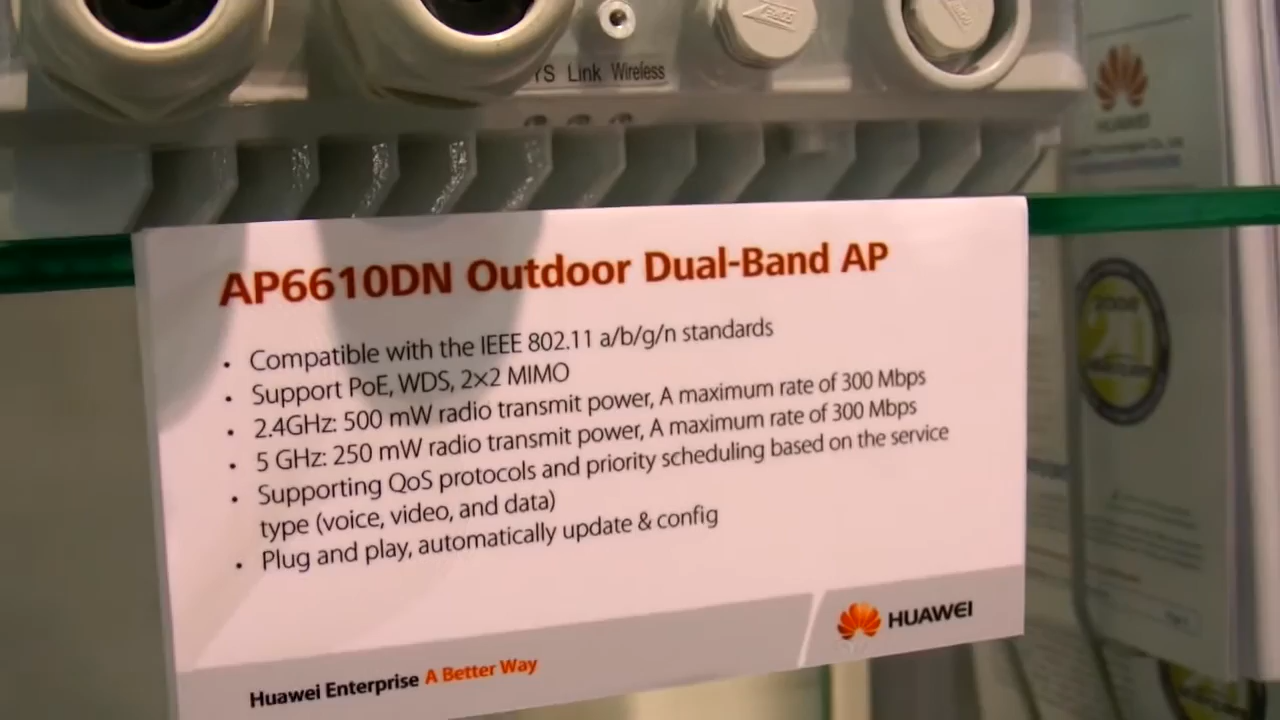 YS Link Wireless
HUAWEI
AP6610DN Outdoor Dual-Band AP
• Compatible with the IEEE 802.11 a/b/g/n standards
• Support PoE, WDS, 2×2 MIMO
• 2.4GHz: 500 mW radio transmit power, A maximum rate of 300 Mbps
• 5 GHz: 250 mW radio transmit power, A maximum rate of 300 Mbps
• Supporting QoS protocols and priority scheduling based on the service
type (voice, video, and data)
• Plug and play, automatically update & config
HUAWEI
Huawei Enterprise A Better Way